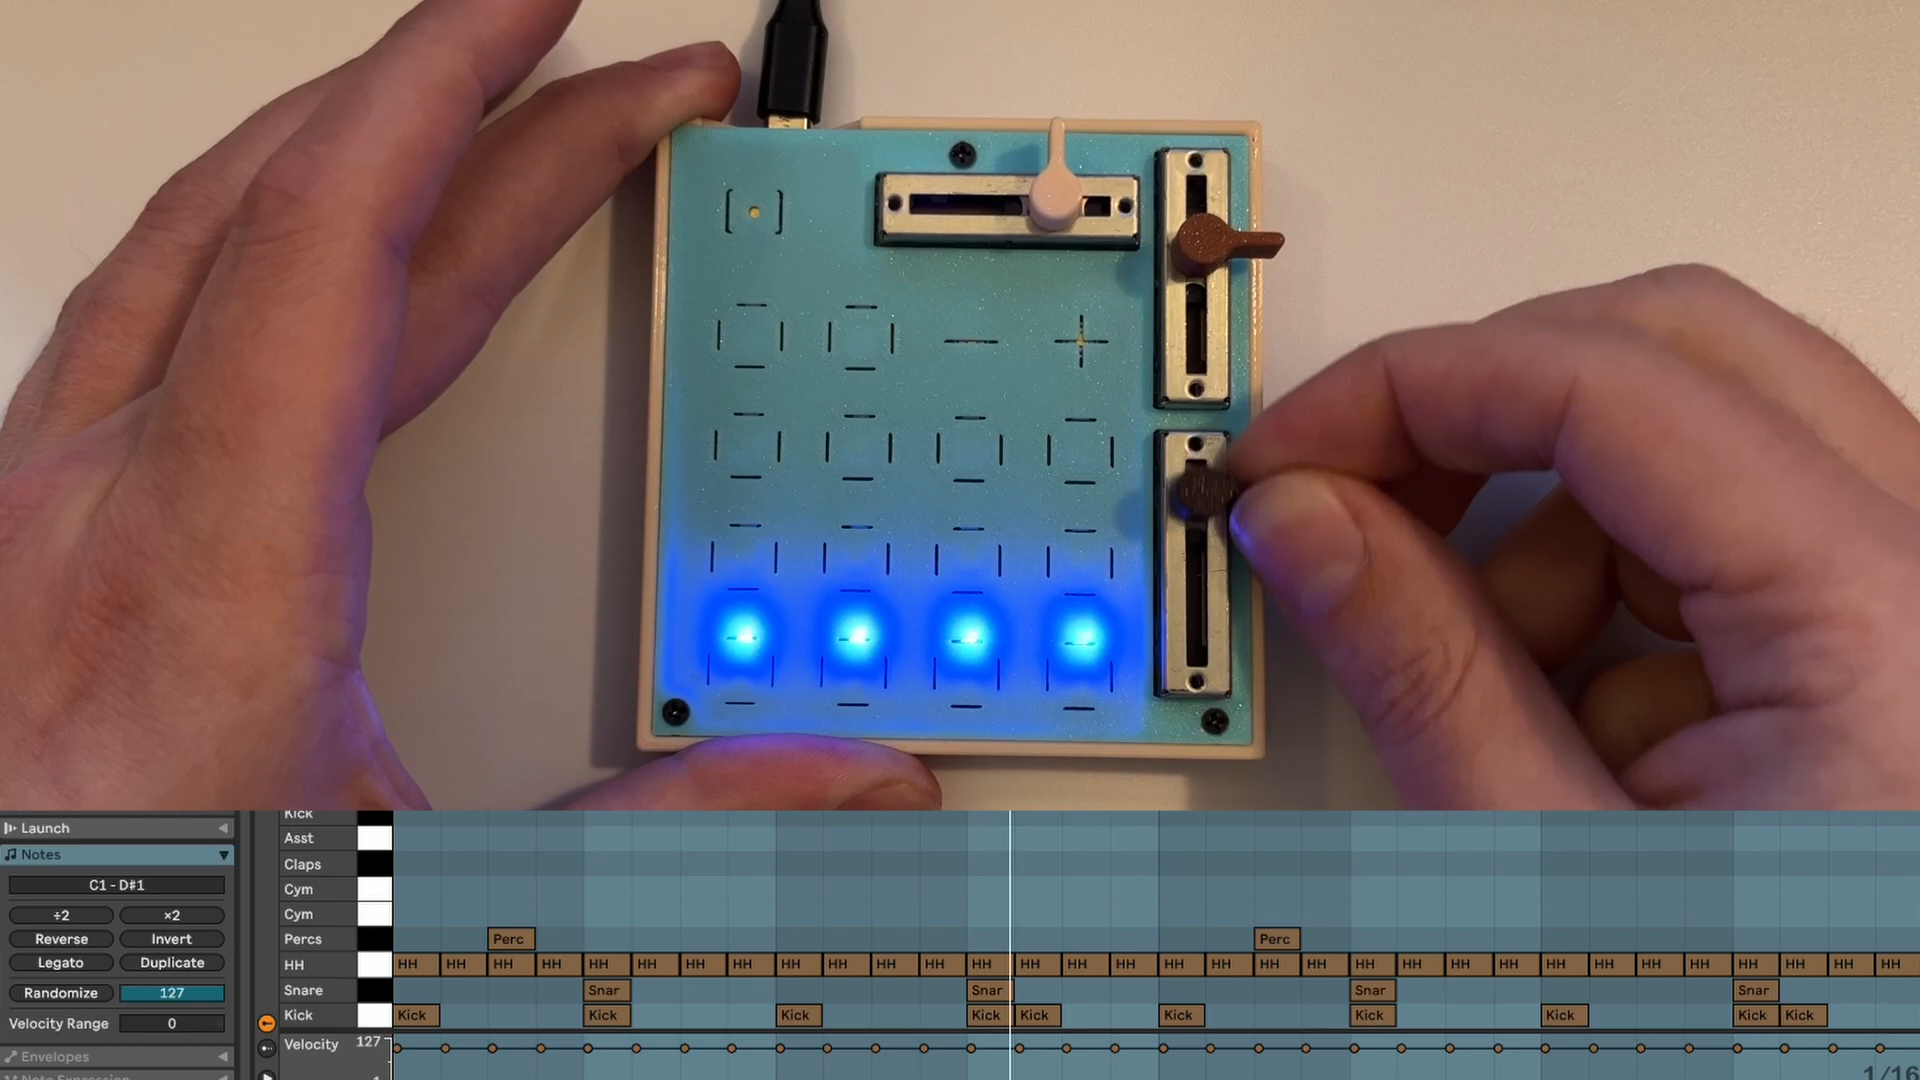 Launch
Notes
C1 - D#1
÷2 ×2
Reverse Invert
Legato Duplicate
Randomize 127
Velocity Range 0
Envelopes
Note Expression
Kick
Asst
Claps
Cym
Cym
Percs Perc Perc
HH HH HH HH HH HH HH HH HH HH HH HH HH HH HH HH HH HH HH HH HH HH HH HH HH HH HH HH HH HH HH HH HH
Snare Snar Snar Snar Snar
Kick Kick Kick Kick Kick Kick Kick Kick Kick Kick Kick
Velocity 127
1
1/16